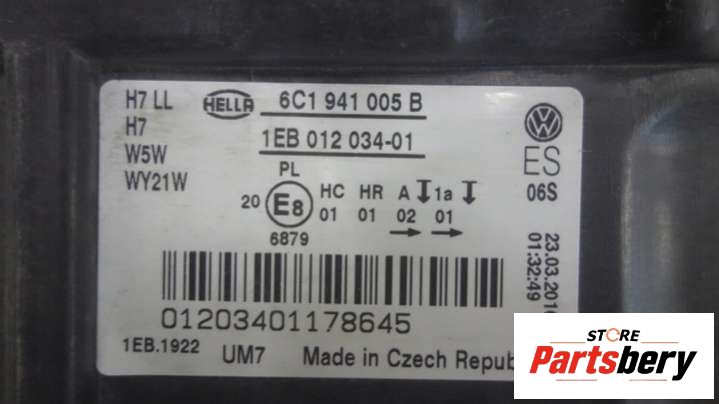 H7 LL HELLA 6C1 941 005 B
H7 1EB 012 034-01
W5W
WY21W
PL
20 E8 HC HR A 1a
01 01 02 01
6879
VW
ES
06S
23.03.2016
01:32:49
01203401178645
1EB.1922 UM7 Made in Czech Repub
STORE
Partsbery